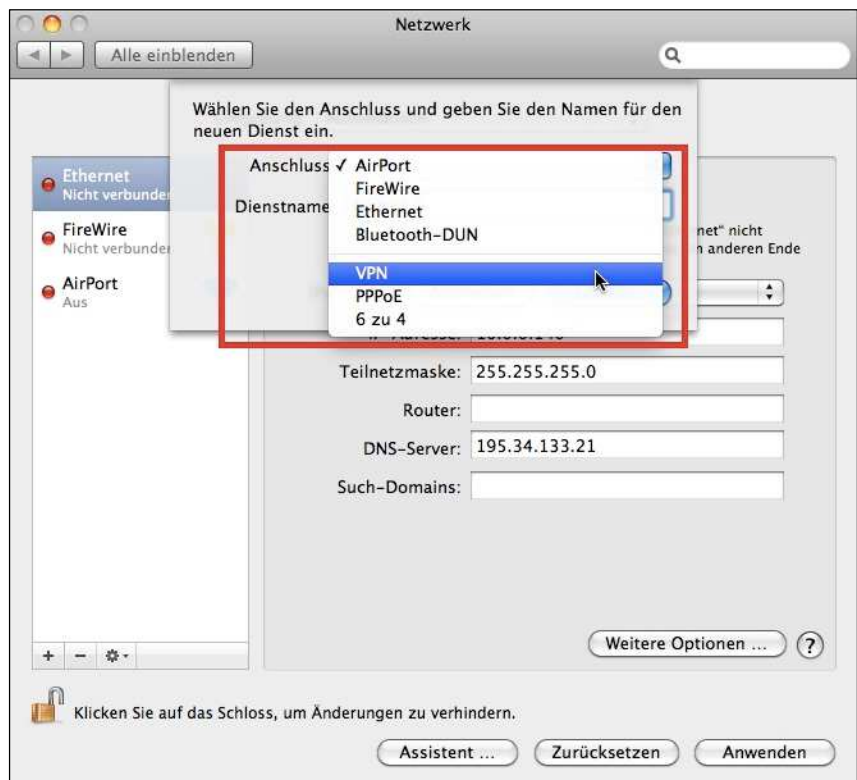 Netzwerk
Alle einblenden
Wählen Sie den Anschluss und geben Sie den Namen für den
neuen Dienst ein.
Anschluss ✓ AirPort
FireWire
Dienstname
Ethernet
Bluetooth-DUN
VPN
PPPoE
6 zu 4
Ethernet
Nicht verbunden
FireWire
Nicht verbunden
AirPort
Aus
net" nicht
anderen Ende
Teilnetzmaske: 255.255.255.0
Router:
DNS-Server: 195.34.133.21
Such-Domains:
Weitere Optionen ... ?
+ −
Klicken Sie auf das Schloss, um Änderungen zu verhindern.
Assistent ... Zurücksetzen Anwenden